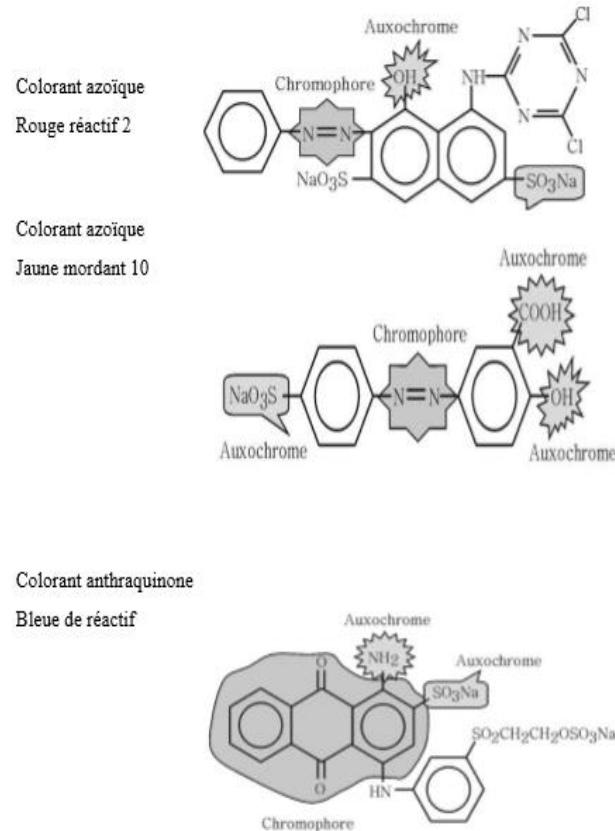 Colorant azoïque
Rouge réactif 2
Auxochrome
Chromophore
OH
NH
N
N
N
Cl
Cl
N=N
NaO3S
SO3Na
Colorant azoïque
Jaune mordant 10
Auxochrome
COOH
Chromophore
NaO3S
N=N
OH
Auxochrome
Auxochrome
Colorant anthraquinone
Bleue de réactif
Auxochrome
NH2
Auxochrome
O
SO3Na
SO2CH2CH2OSO3Na
O
HN
Chromophore